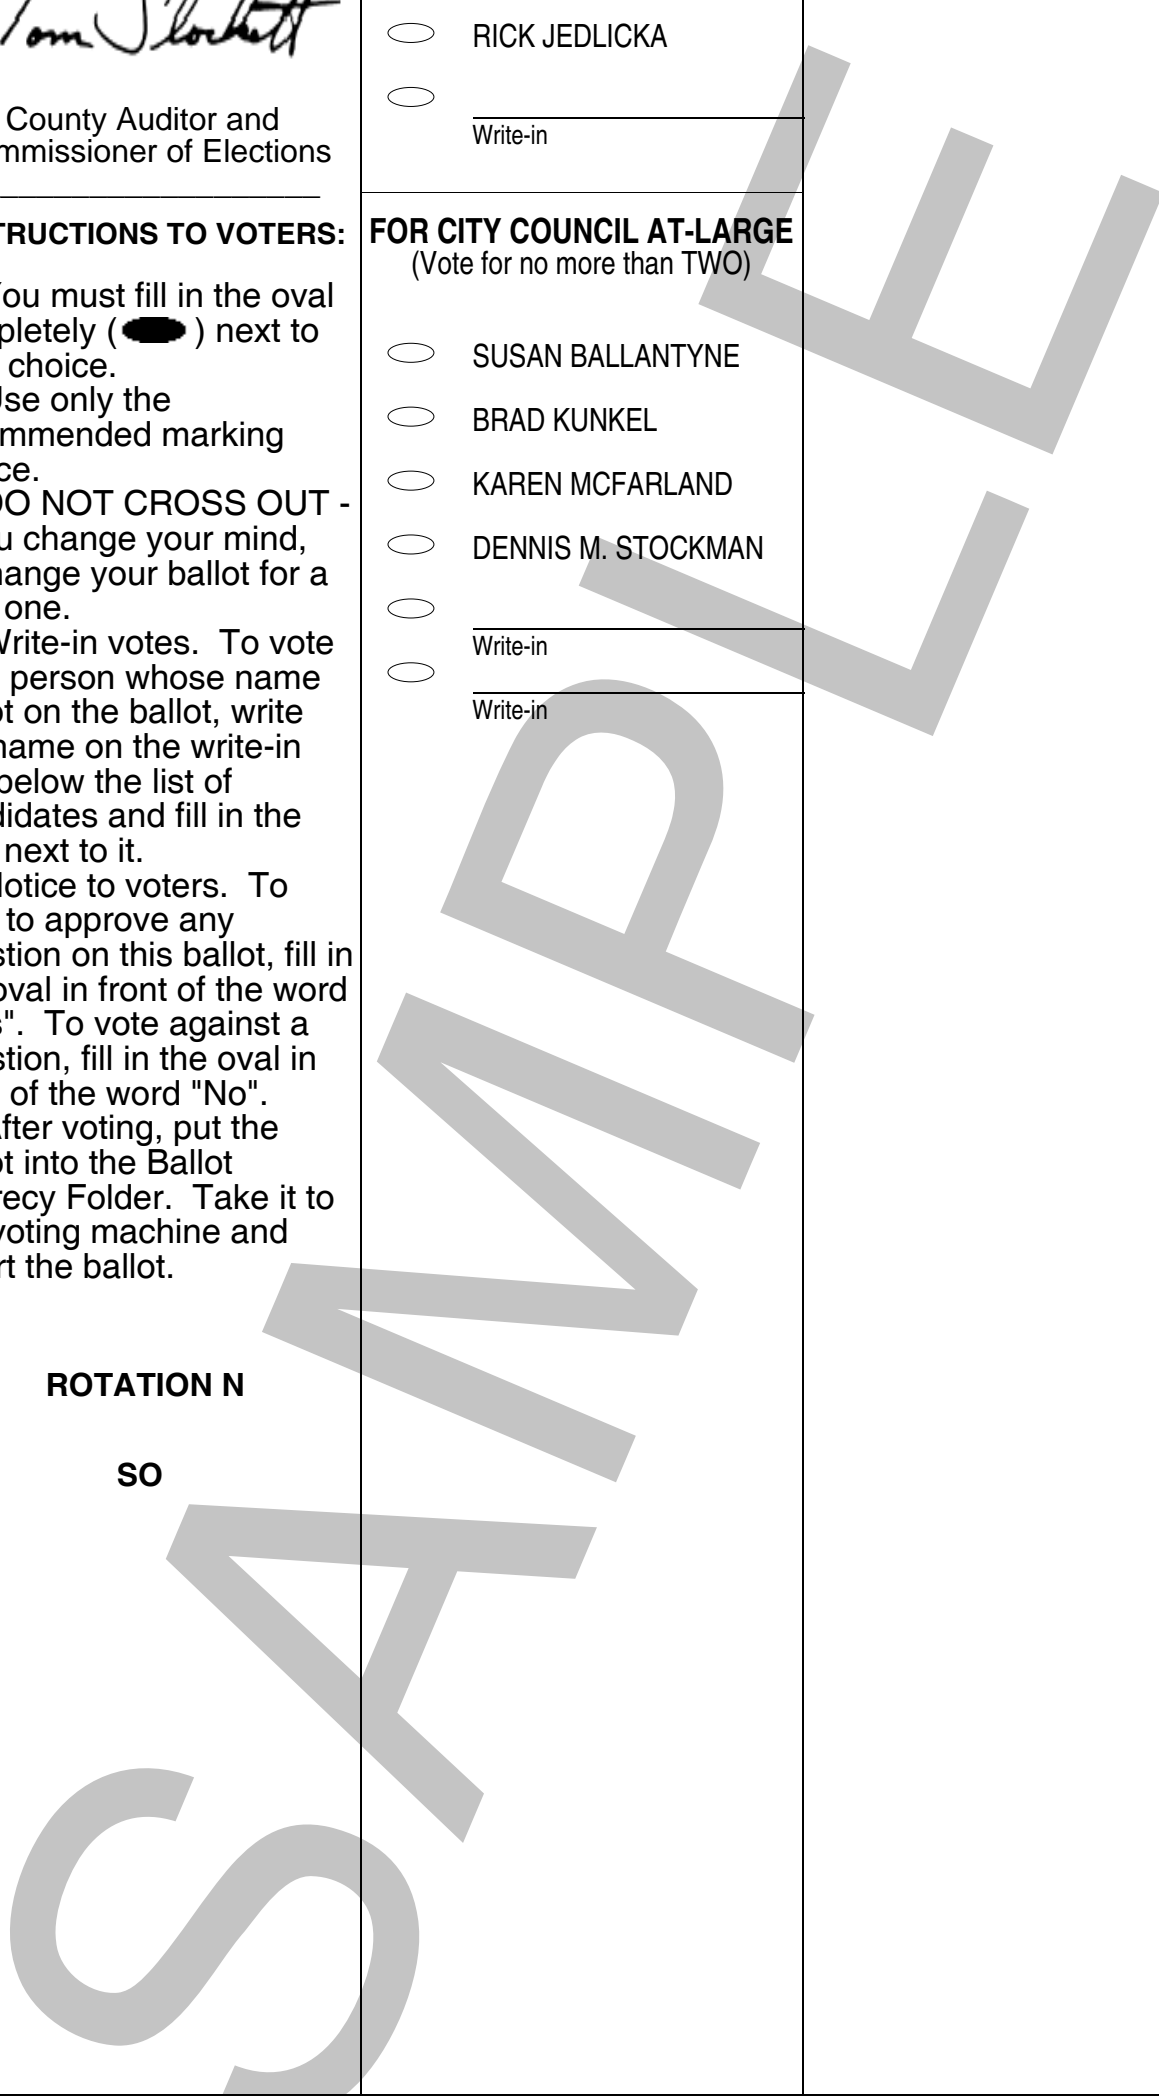 Tom Slockett
County Auditor and
mmissioner of Elections
TRUCTIONS TO VOTERS:
ou must fill in the oval
pletely ( ) next to
choice.
Use only the
mmended marking
ce.
DO NOT CROSS OUT -
u change your mind,
hange your ballot for a
one.
Write-in votes. To vote
person whose name
ot on the ballot, write
name on the write-in
below the list of
didates and fill in the
next to it.
Notice to voters. To
to approve any
stion on this ballot, fill in
oval in front of the word
s". To vote against a
stion, fill in the oval in
of the word "No".
After voting, put the
ot into the Ballot
recy Folder. Take it to
voting machine and
rt the ballot.
ROTATION N
SO
RICK JEDLICKA
Write-in
FOR CITY COUNCIL AT-LARGE
(Vote for no more than TWO)
SUSAN BALLANTYNE
BRAD KUNKEL
KAREN MCFARLAND
DENNIS M. STOCKMAN
Write-in
Write-in
SAMPLE